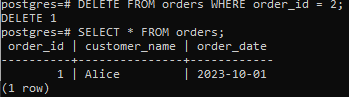 postgres=# DELETE FROM orders WHERE order_id = 2;
DELETE 1
postgres=# SELECT * FROM orders;
 order_id | customer_name | order_date
----------+---------------+------------
        1 | Alice         | 2023-10-01
(1 row)